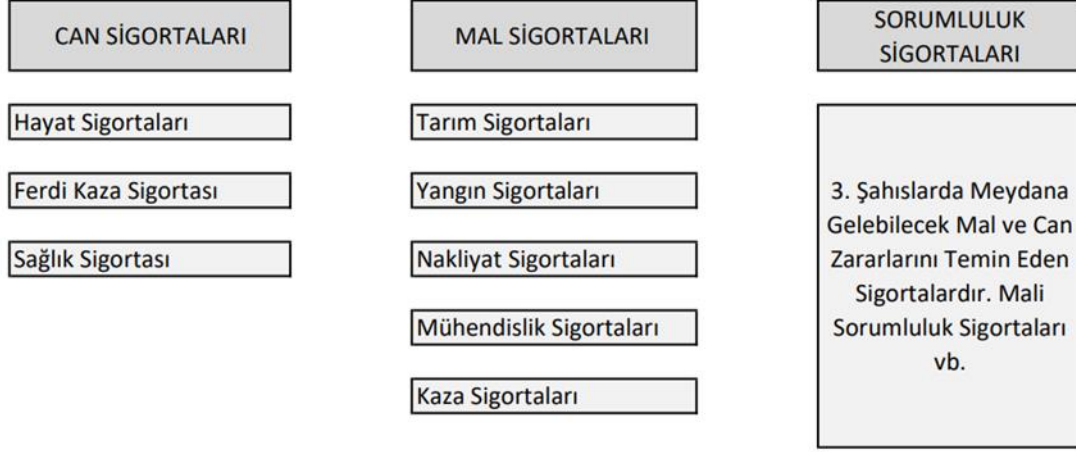 CAN SİGORTALARI
Hayat Sigortaları
Ferdi Kaza Sigortası
Sağlık Sigortası
MAL SİGORTALARI
Tarım Sigortaları
Yangın Sigortaları
Nakliyat Sigortaları
Mühendislik Sigortaları
Kaza Sigortaları
SORUMLULUK
SİGORTALARI
3. Şahıslarda Meydana
Gelebilecek Mal ve Can
Zararlarını Temin Eden
Sigortalardır. Mali
Sorumluluk Sigortaları
vb.